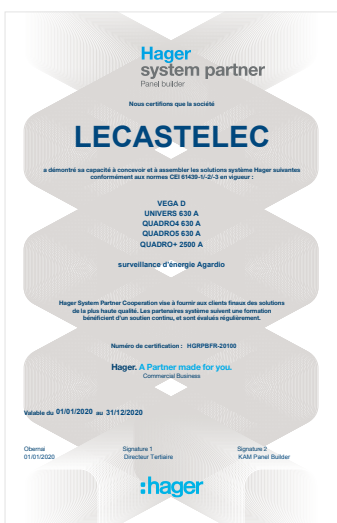 Hager
system partner
Panel builder
Nous certifions que la société
LECASTELEC
a démontré sa capacité à concevoir et à assembler les solutions système Hager suivantes
conformément aux normes CEI 61439-1/-2/-3 en vigueur :
VEGA D
UNIVERS 630 A
QUADRO4 630 A
QUADRO5 630 A
QUADRO+ 2500 A
surveillance d'énergie Agardio
Hager System Partner Cooperation vise à fournir aux clients finaux des solutions
de la plus haute qualité. Les partenaires système suivent une formation
bénéficient d'un soutien continu, et sont évalués régulièrement.
Numéro de certification : HGRPBFR-20100
Hager. A Partner made for you.
Commercial Business
Valable du 01/01/2020 au 31/12/2020
Obernai Signature 1 Signature 2
01/01/2020 Directeur Tertiaire KAM Panel Builder
:hager